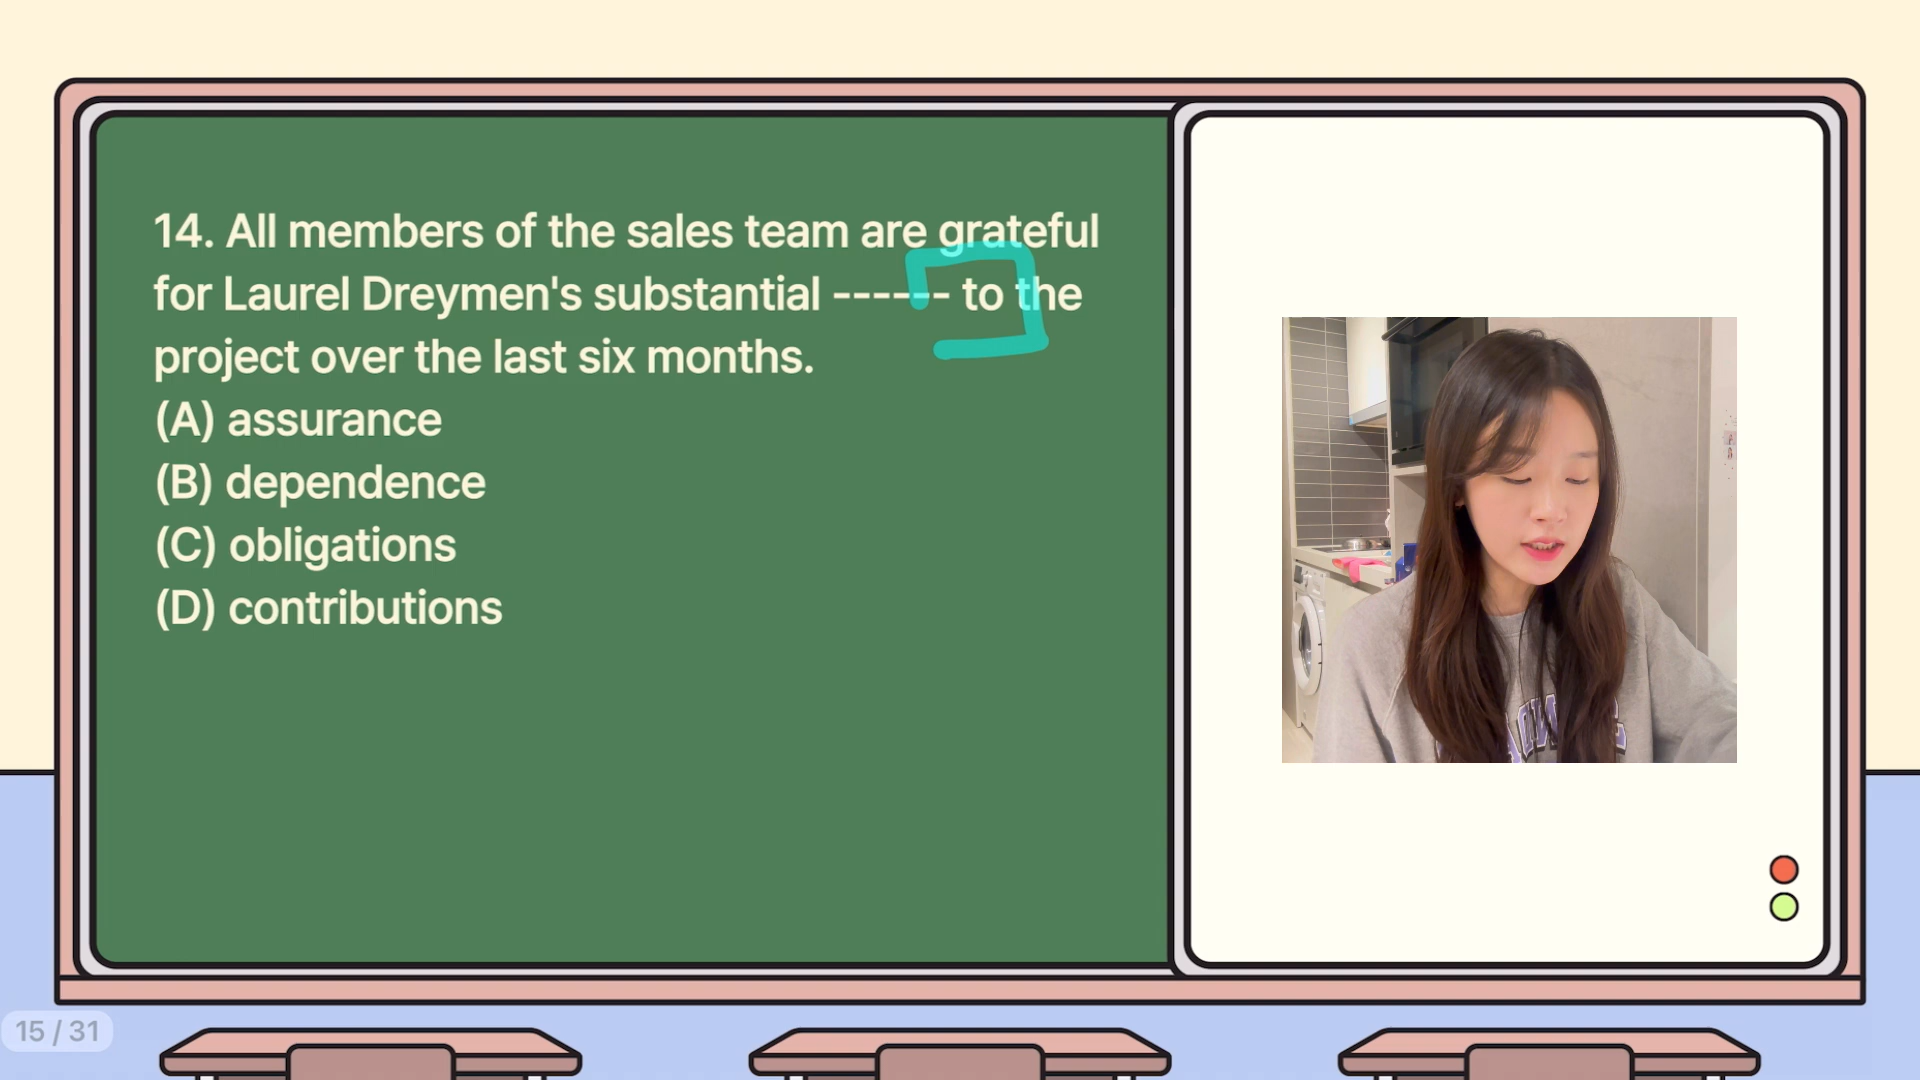 14. All members of the sales team are grateful
for Laurel Dreymen's substantial ------ to the
project over the last six months.
(A) assurance
(B) dependence
(C) obligations
(D) contributions
15 / 31